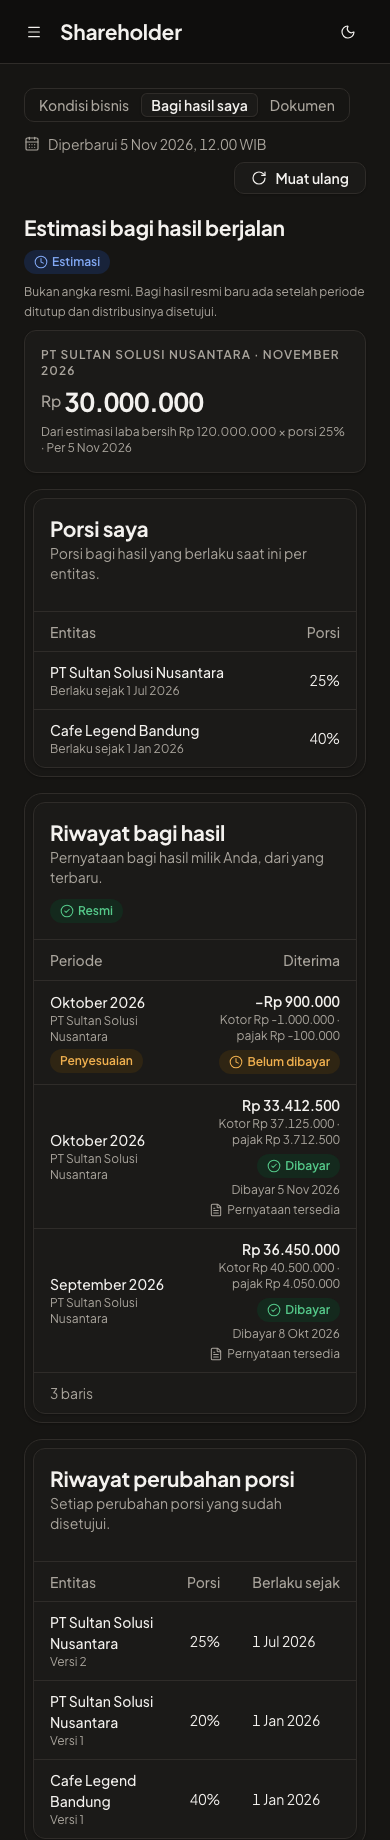 Shareholder
Kondisi bisnis Bagi hasil saya Dokumen
Diperbarui 5 Nov 2026, 12.00 WIB
Muat ulang
Estimasi bagi hasil berjalan
Estimasi
Bukan angka resmi. Bagi hasil resmi baru ada setelah periode
ditutup dan distribusinya disetujui.
PT SULTAN SOLUSI NUSANTARA · NOVEMBER
2026
Rp 30.000.000
Dari estimasi laba bersih Rp 120.000.000 × porsi 25%
· Per 5 Nov 2026
Porsi saya
Porsi bagi hasil yang berlaku saat ini per
entitas.
Entitas Porsi
PT Sultan Solusi Nusantara
Berlaku sejak 1 Jul 2026
25%
Cafe Legend Bandung
Berlaku sejak 1 Jan 2026
40%
Riwayat bagi hasil
Pernyataan bagi hasil milik Anda, dari yang
terbaru.
Resmi
Periode Diterima
Oktober 2026
PT Sultan Solusi
Nusantara
Penyesuaian
−Rp 900.000
Kotor Rp -1.000.000 ·
pajak Rp -100.000
Belum dibayar
Oktober 2026
PT Sultan Solusi
Nusantara
Rp 33.412.500
Kotor Rp 37.125.000 ·
pajak Rp 3.712.500
Dibayar
Dibayar 5 Nov 2026
Pernyataan tersedia
September 2026
PT Sultan Solusi
Nusantara
Rp 36.450.000
Kotor Rp 40.500.000 ·
pajak Rp 4.050.000
Dibayar
Dibayar 8 Okt 2026
Pernyataan tersedia
3 baris
Riwayat perubahan porsi
Setiap perubahan porsi yang sudah
disetujui.
Entitas Porsi Berlaku sejak
PT Sultan Solusi
Nusantara
Versi 2
25% 1 Jul 2026
PT Sultan Solusi
Nusantara
Versi 1
20% 1 Jan 2026
Cafe Legend
Bandung
Versi 1
40% 1 Jan 2026